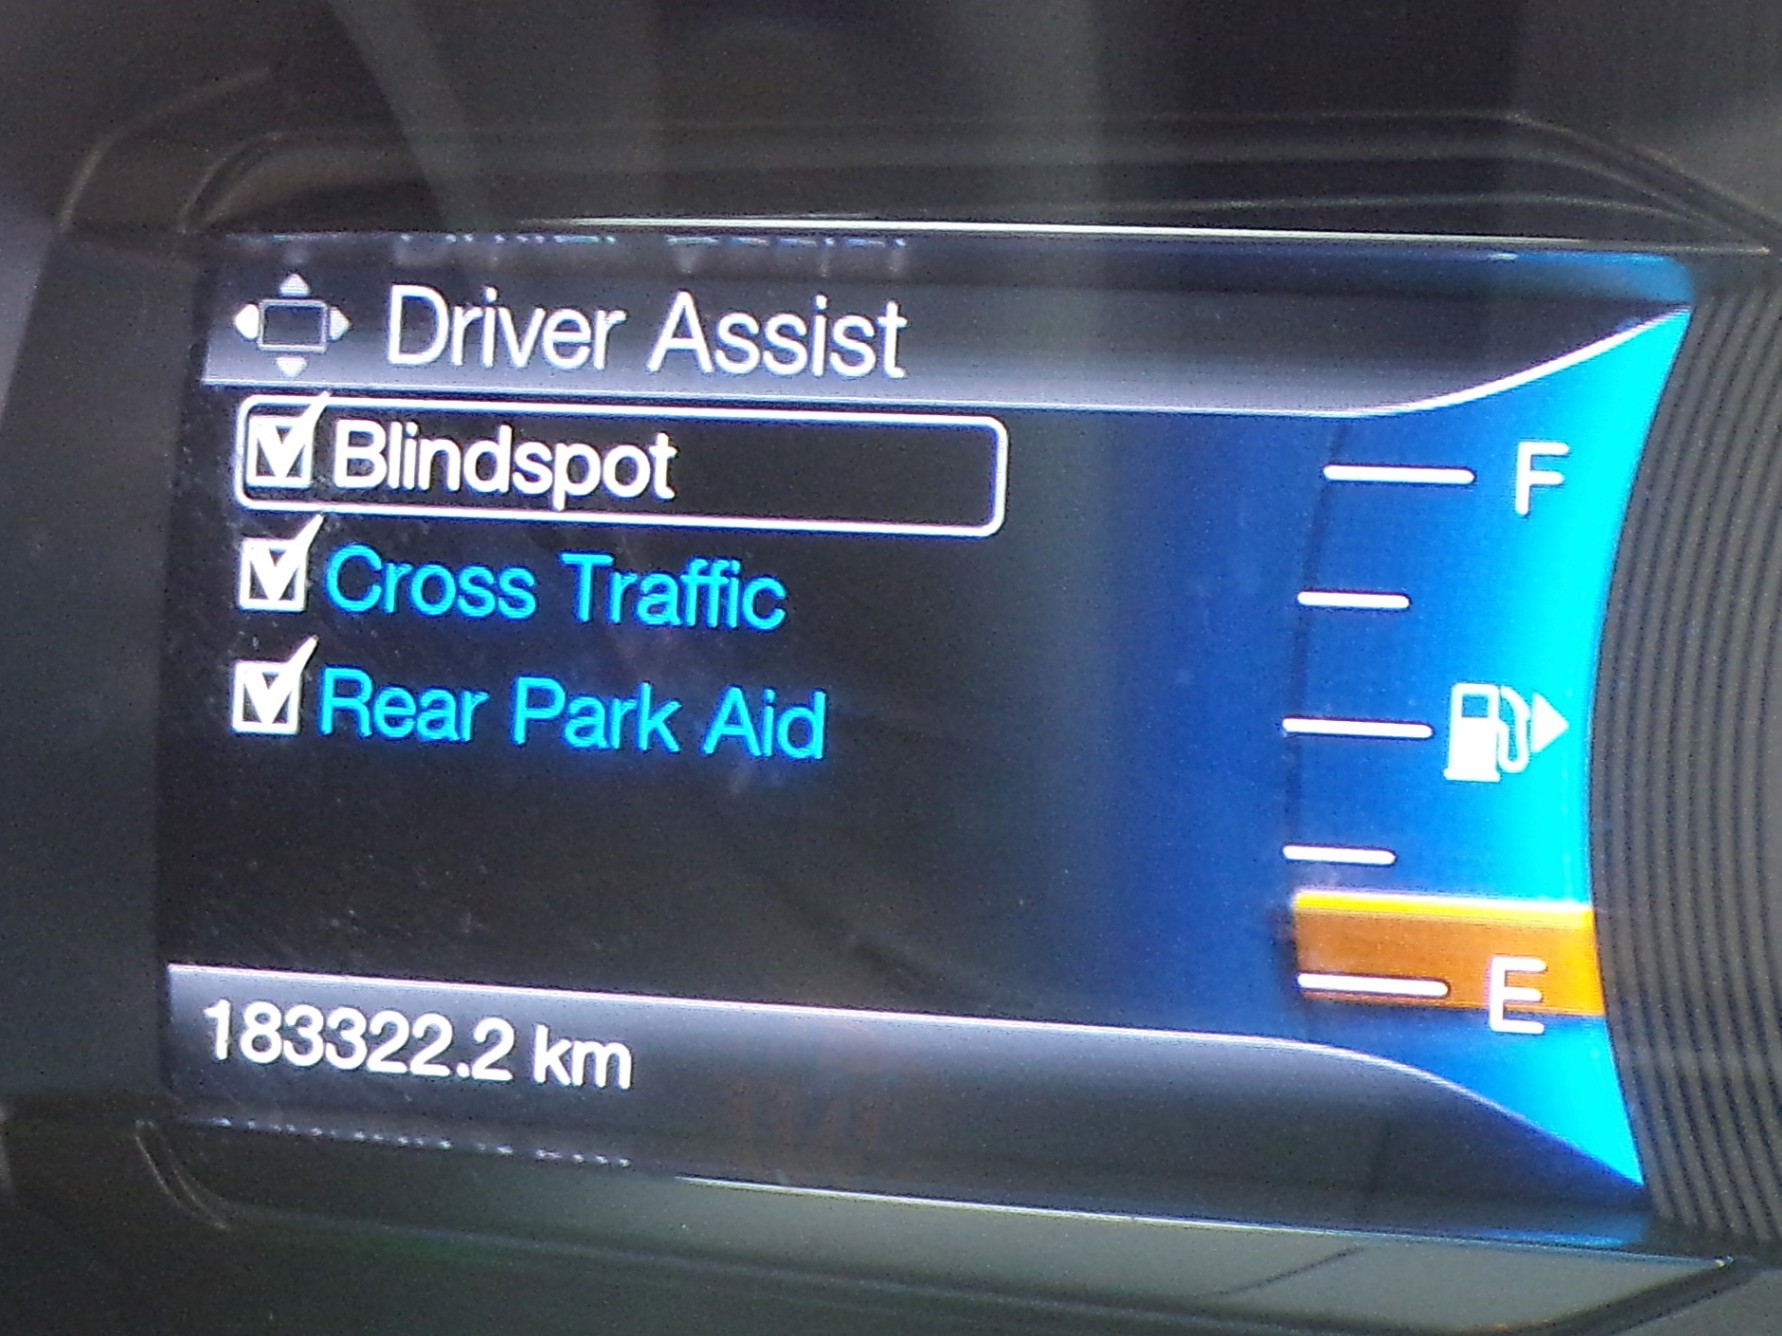 Driver Assist
Blindspot
Cross Traffic
Rear Park Aid
F
E
183322.2 km